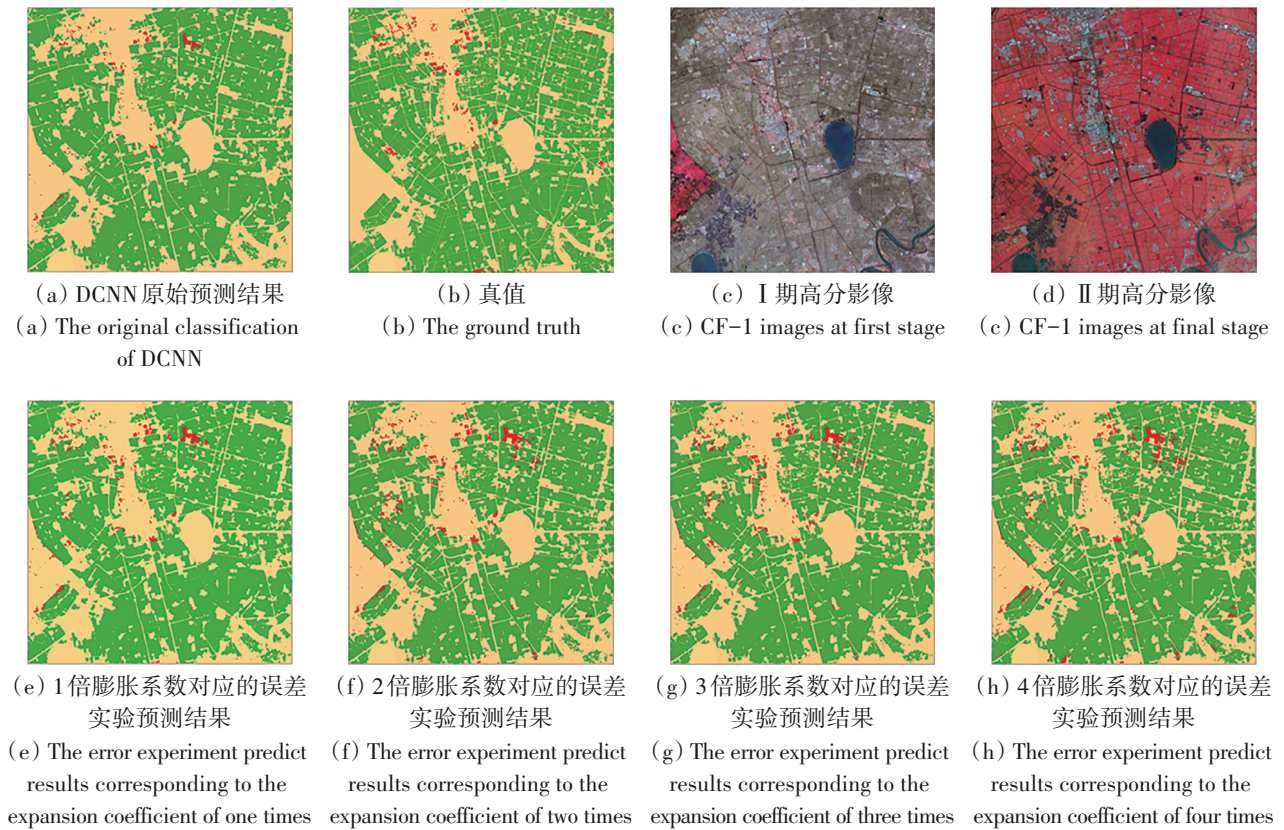 (a) DCNN原始预测结果
(a) The original classification
of DCNN
(b) 真值
(b) The ground truth
(c) Ⅰ期高分影像
(c) CF-1 images at first stage
(d) Ⅱ期高分影像
(c) CF-1 images at final stage
(e) 1倍膨胀系数对应的误差
实验预测结果
(e) The error experiment predict
results corresponding to the
expansion coefficient of one times
(f) 2倍膨胀系数对应的误差
实验预测结果
(f) The error experiment predict
results corresponding to the
expansion coefficient of two times
(g) 3倍膨胀系数对应的误差
实验预测结果
(g) The error experiment predict
results corresponding to the
expansion coefficient of three times
(h) 4倍膨胀系数对应的误差
实验预测结果
(h) The error experiment predict
results corresponding to the
expansion coefficient of four times